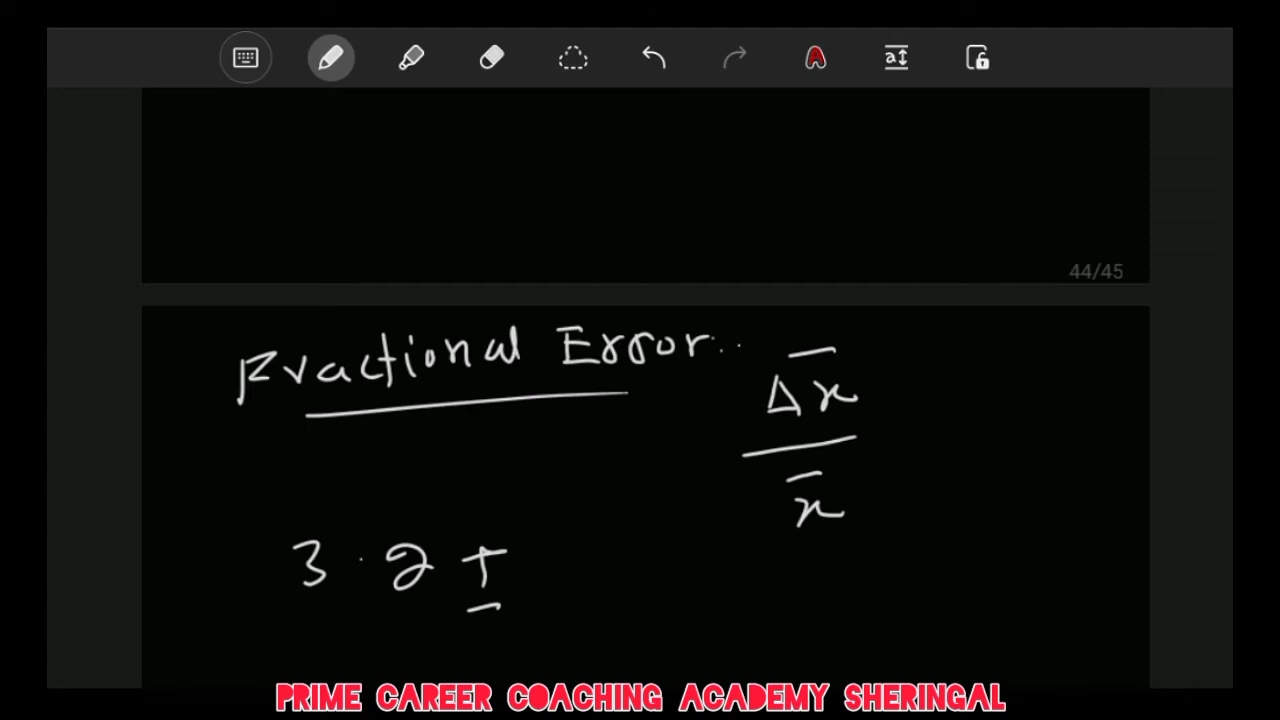 a
44/45
Fractional Error..
Δx̄
x̄
3.2 ±
PRIME CAREER COACHING ACADEMY SHERINGAL